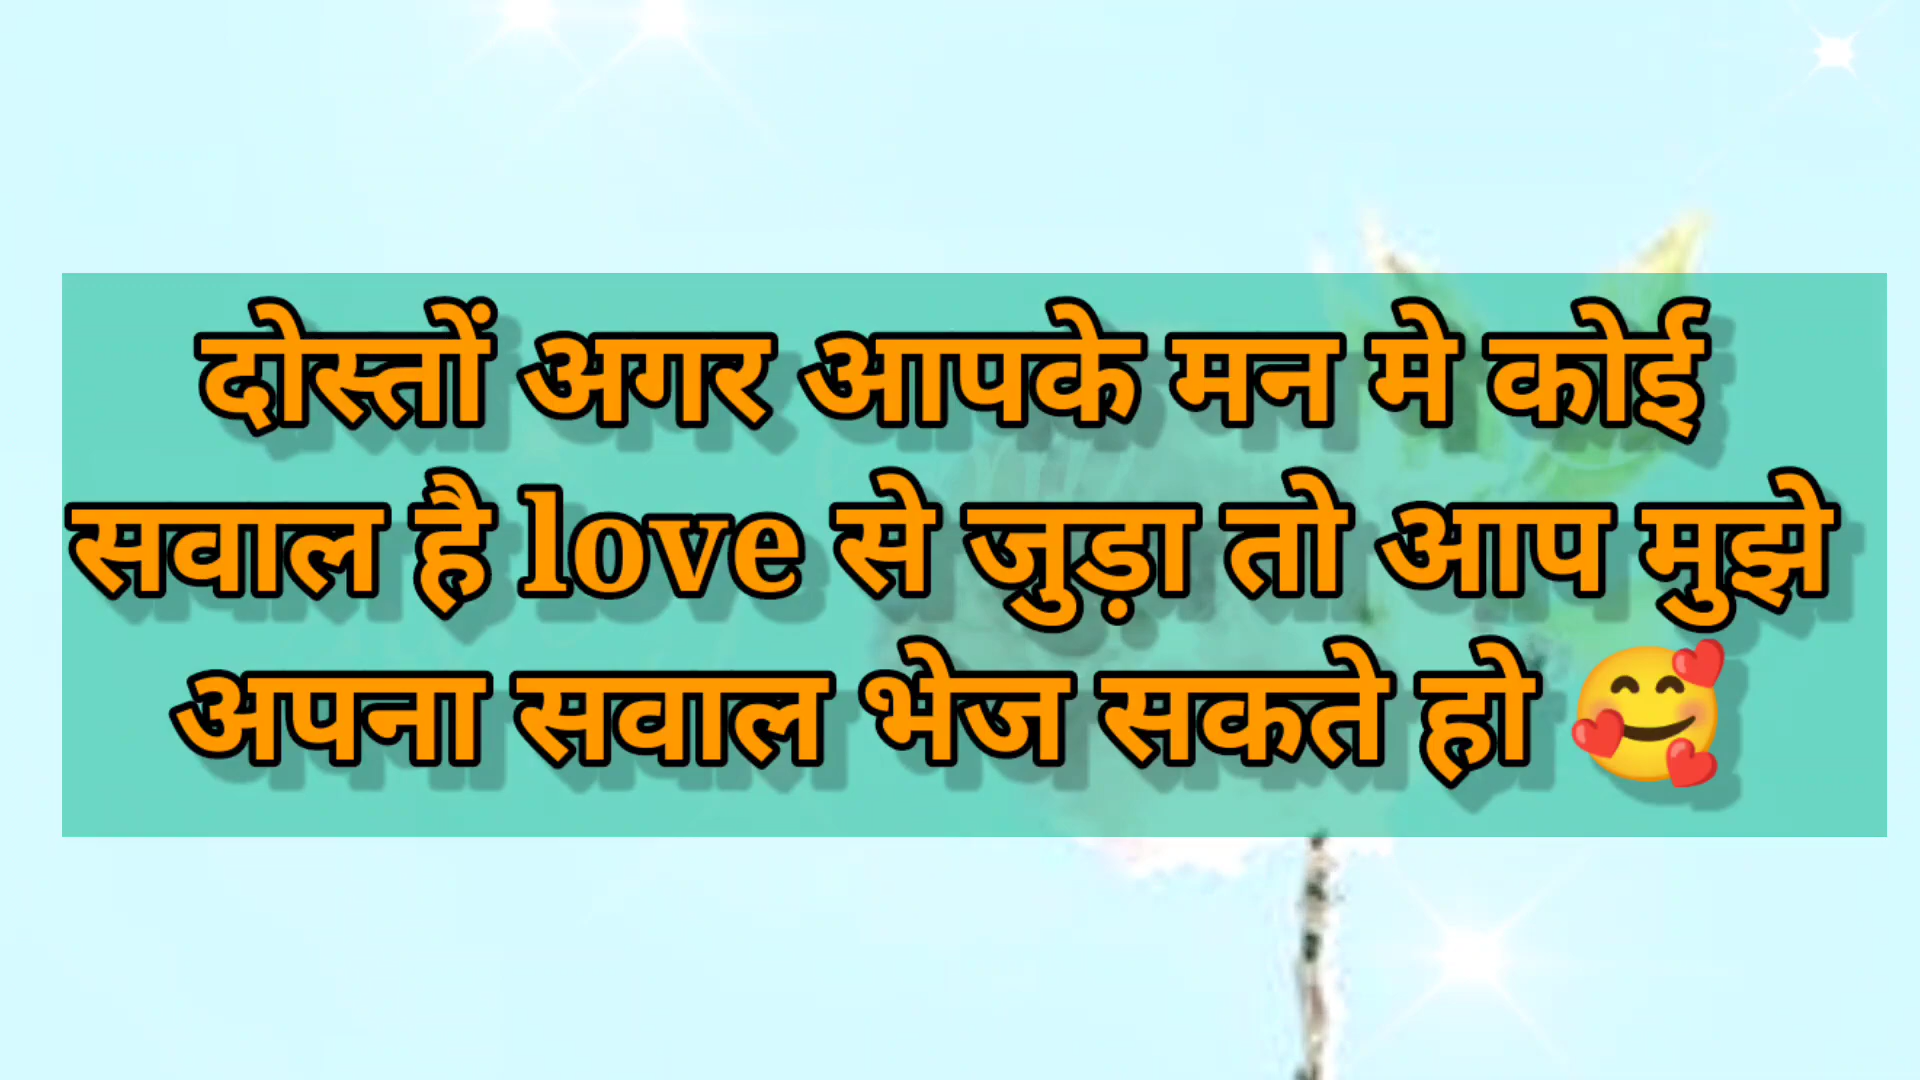 दोस्तों अगर आपके मन मे कोई
सवाल है love से जुड़ा तो आप मुझे
अपना सवाल भेज सकते हो 🥰